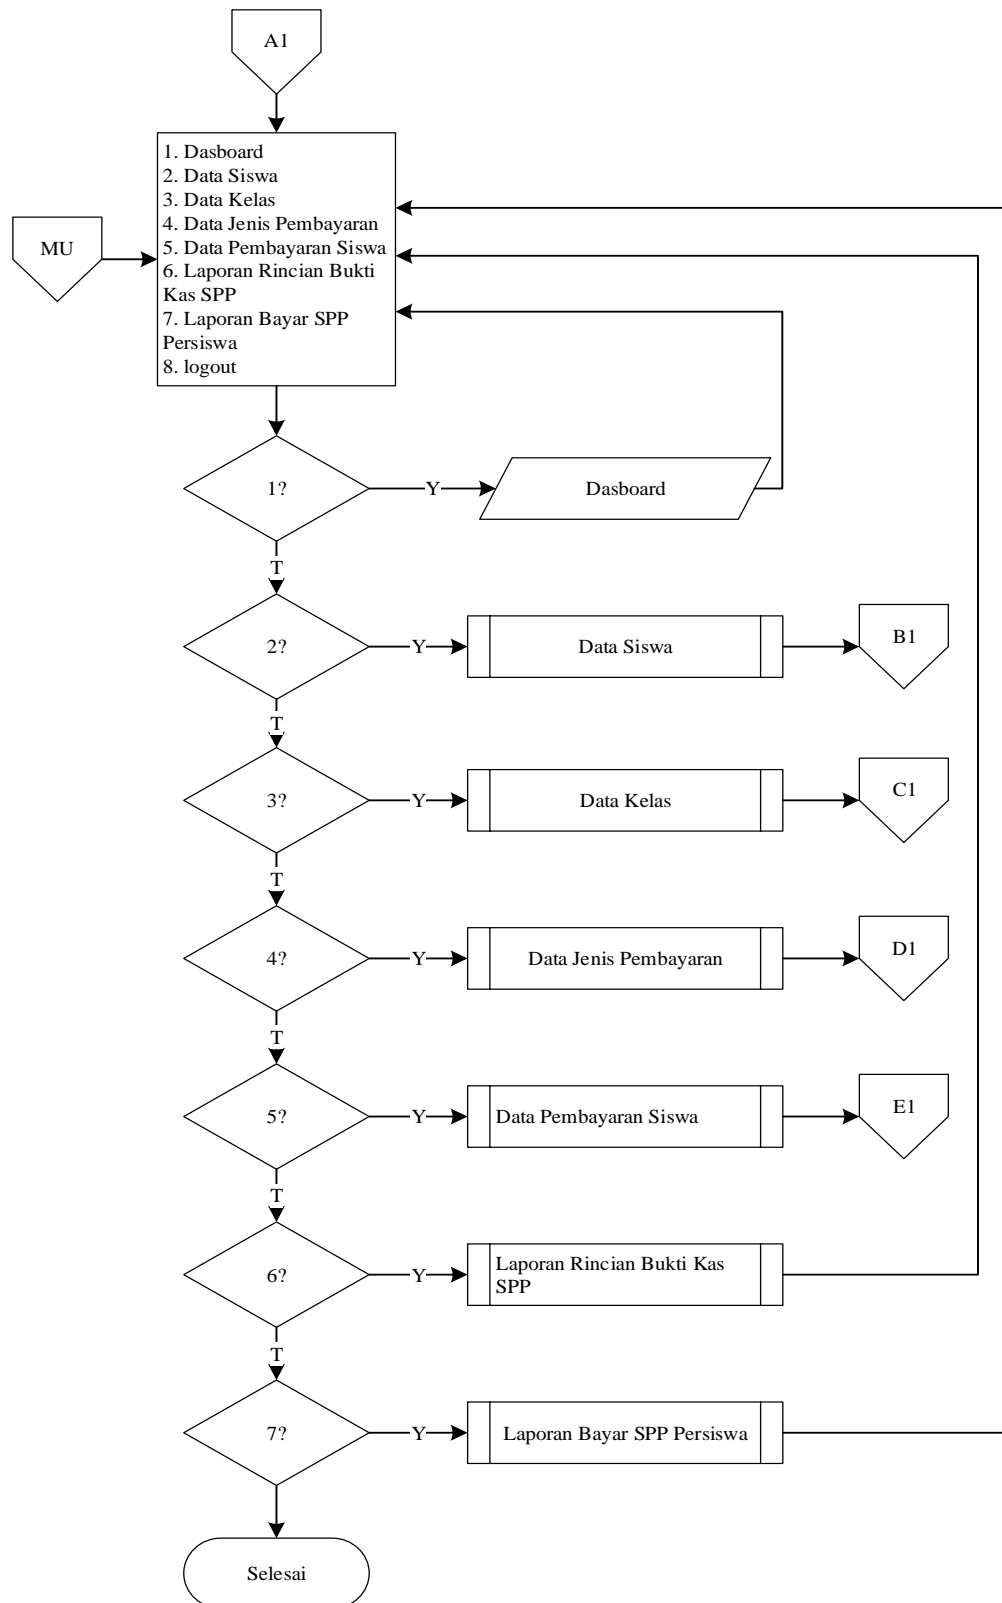 A1
1. Dasboard
2. Data Siswa
3. Data Kelas
4. Data Jenis Pembayaran
5. Data Pembayaran Siswa
6. Laporan Rincian Bukti
Kas SPP
7. Laporan Bayar SPP
Persiswa
8. logout
MU
1?
Y
Dasboard
T
2?
Y
Data Siswa
B1
T
3?
Y
Data Kelas
C1
T
4?
Y
Data Jenis Pembayaran
D1
T
5?
Y
Data Pembayaran Siswa
E1
T
6?
Y
Laporan Rincian Bukti Kas
SPP
T
7?
Y
Laporan Bayar SPP Persiswa
Selesai